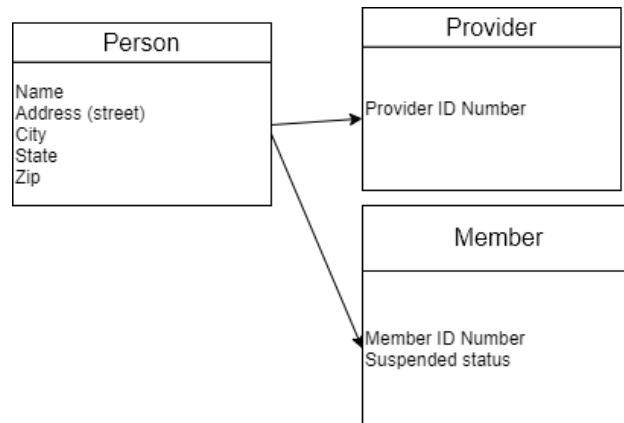 Person
Name
Address (street)
City
State
Zip
Provider
Provider ID Number
Member
Member ID Number
Suspended status